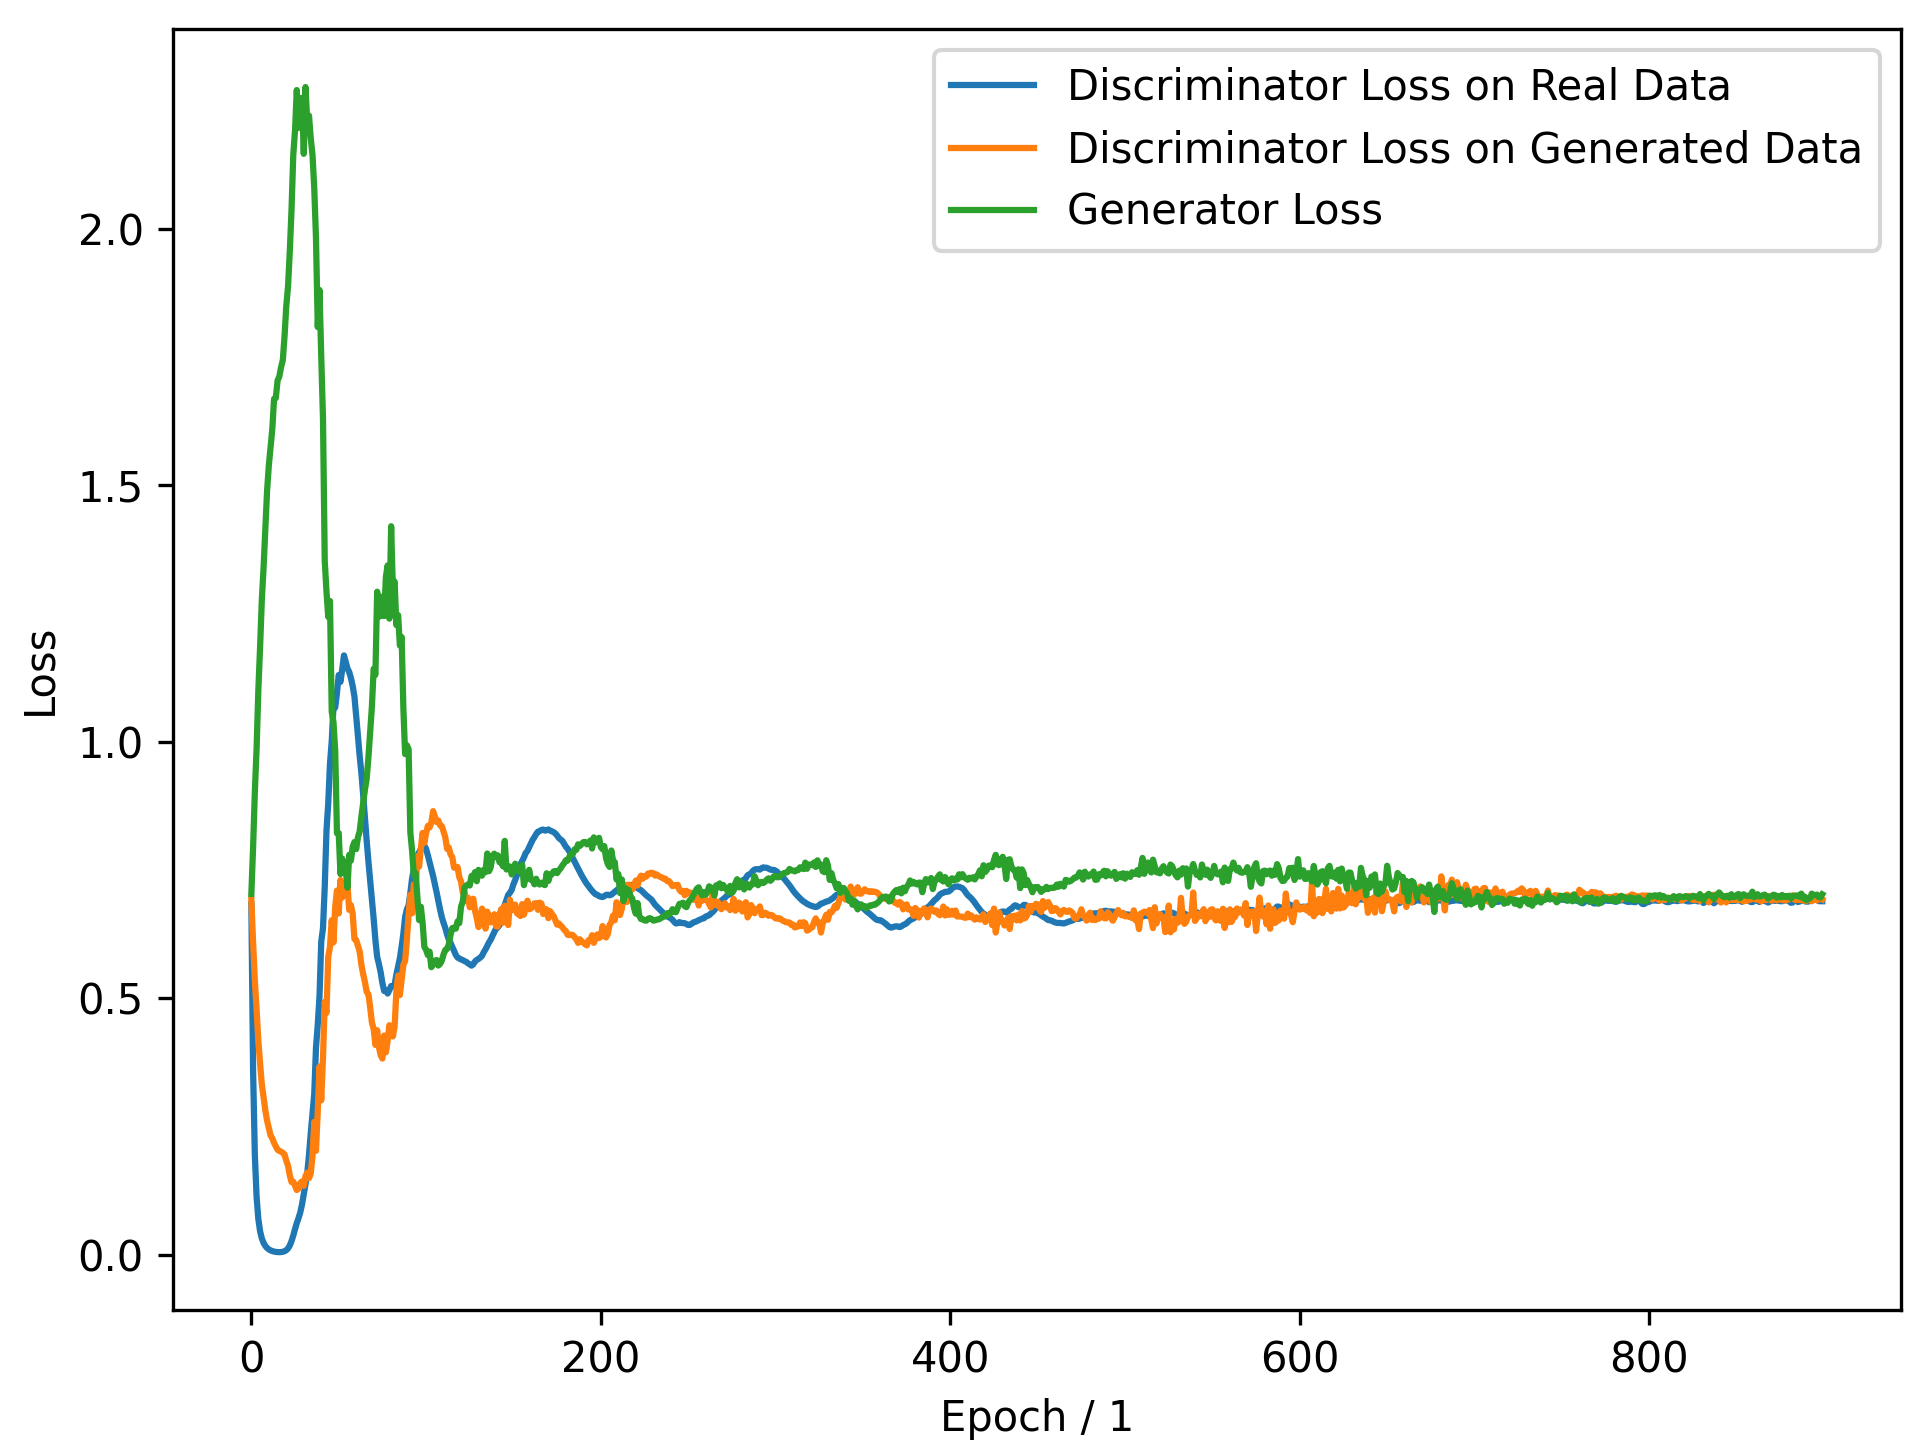 Discriminator Loss on Real Data
Discriminator Loss on Generated Data
Generator Loss
2.0
1.5
1.0
0.5
0.0
Loss
0 200 400 600 800
Epoch / 1